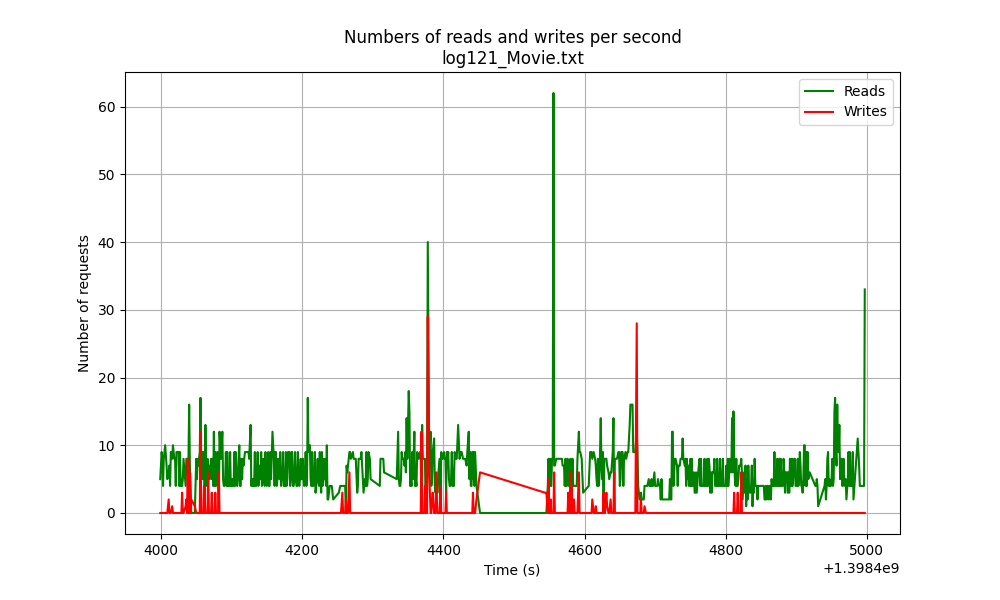 Numbers of reads and writes per second
log121_Movie.txt
Reads
Writes
60
50
40
30
20
10
0
Number of requests
4000 4200 4400 4600 4800 5000
+1.3984e9
Time (s)